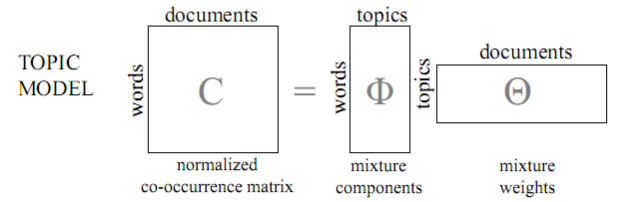 documents
topics
documents
TOPIC
MODEL
words
C
=
words
Φ
topics
Θ
normalized
co-occurrence matrix
mixture
components
mixture
weights